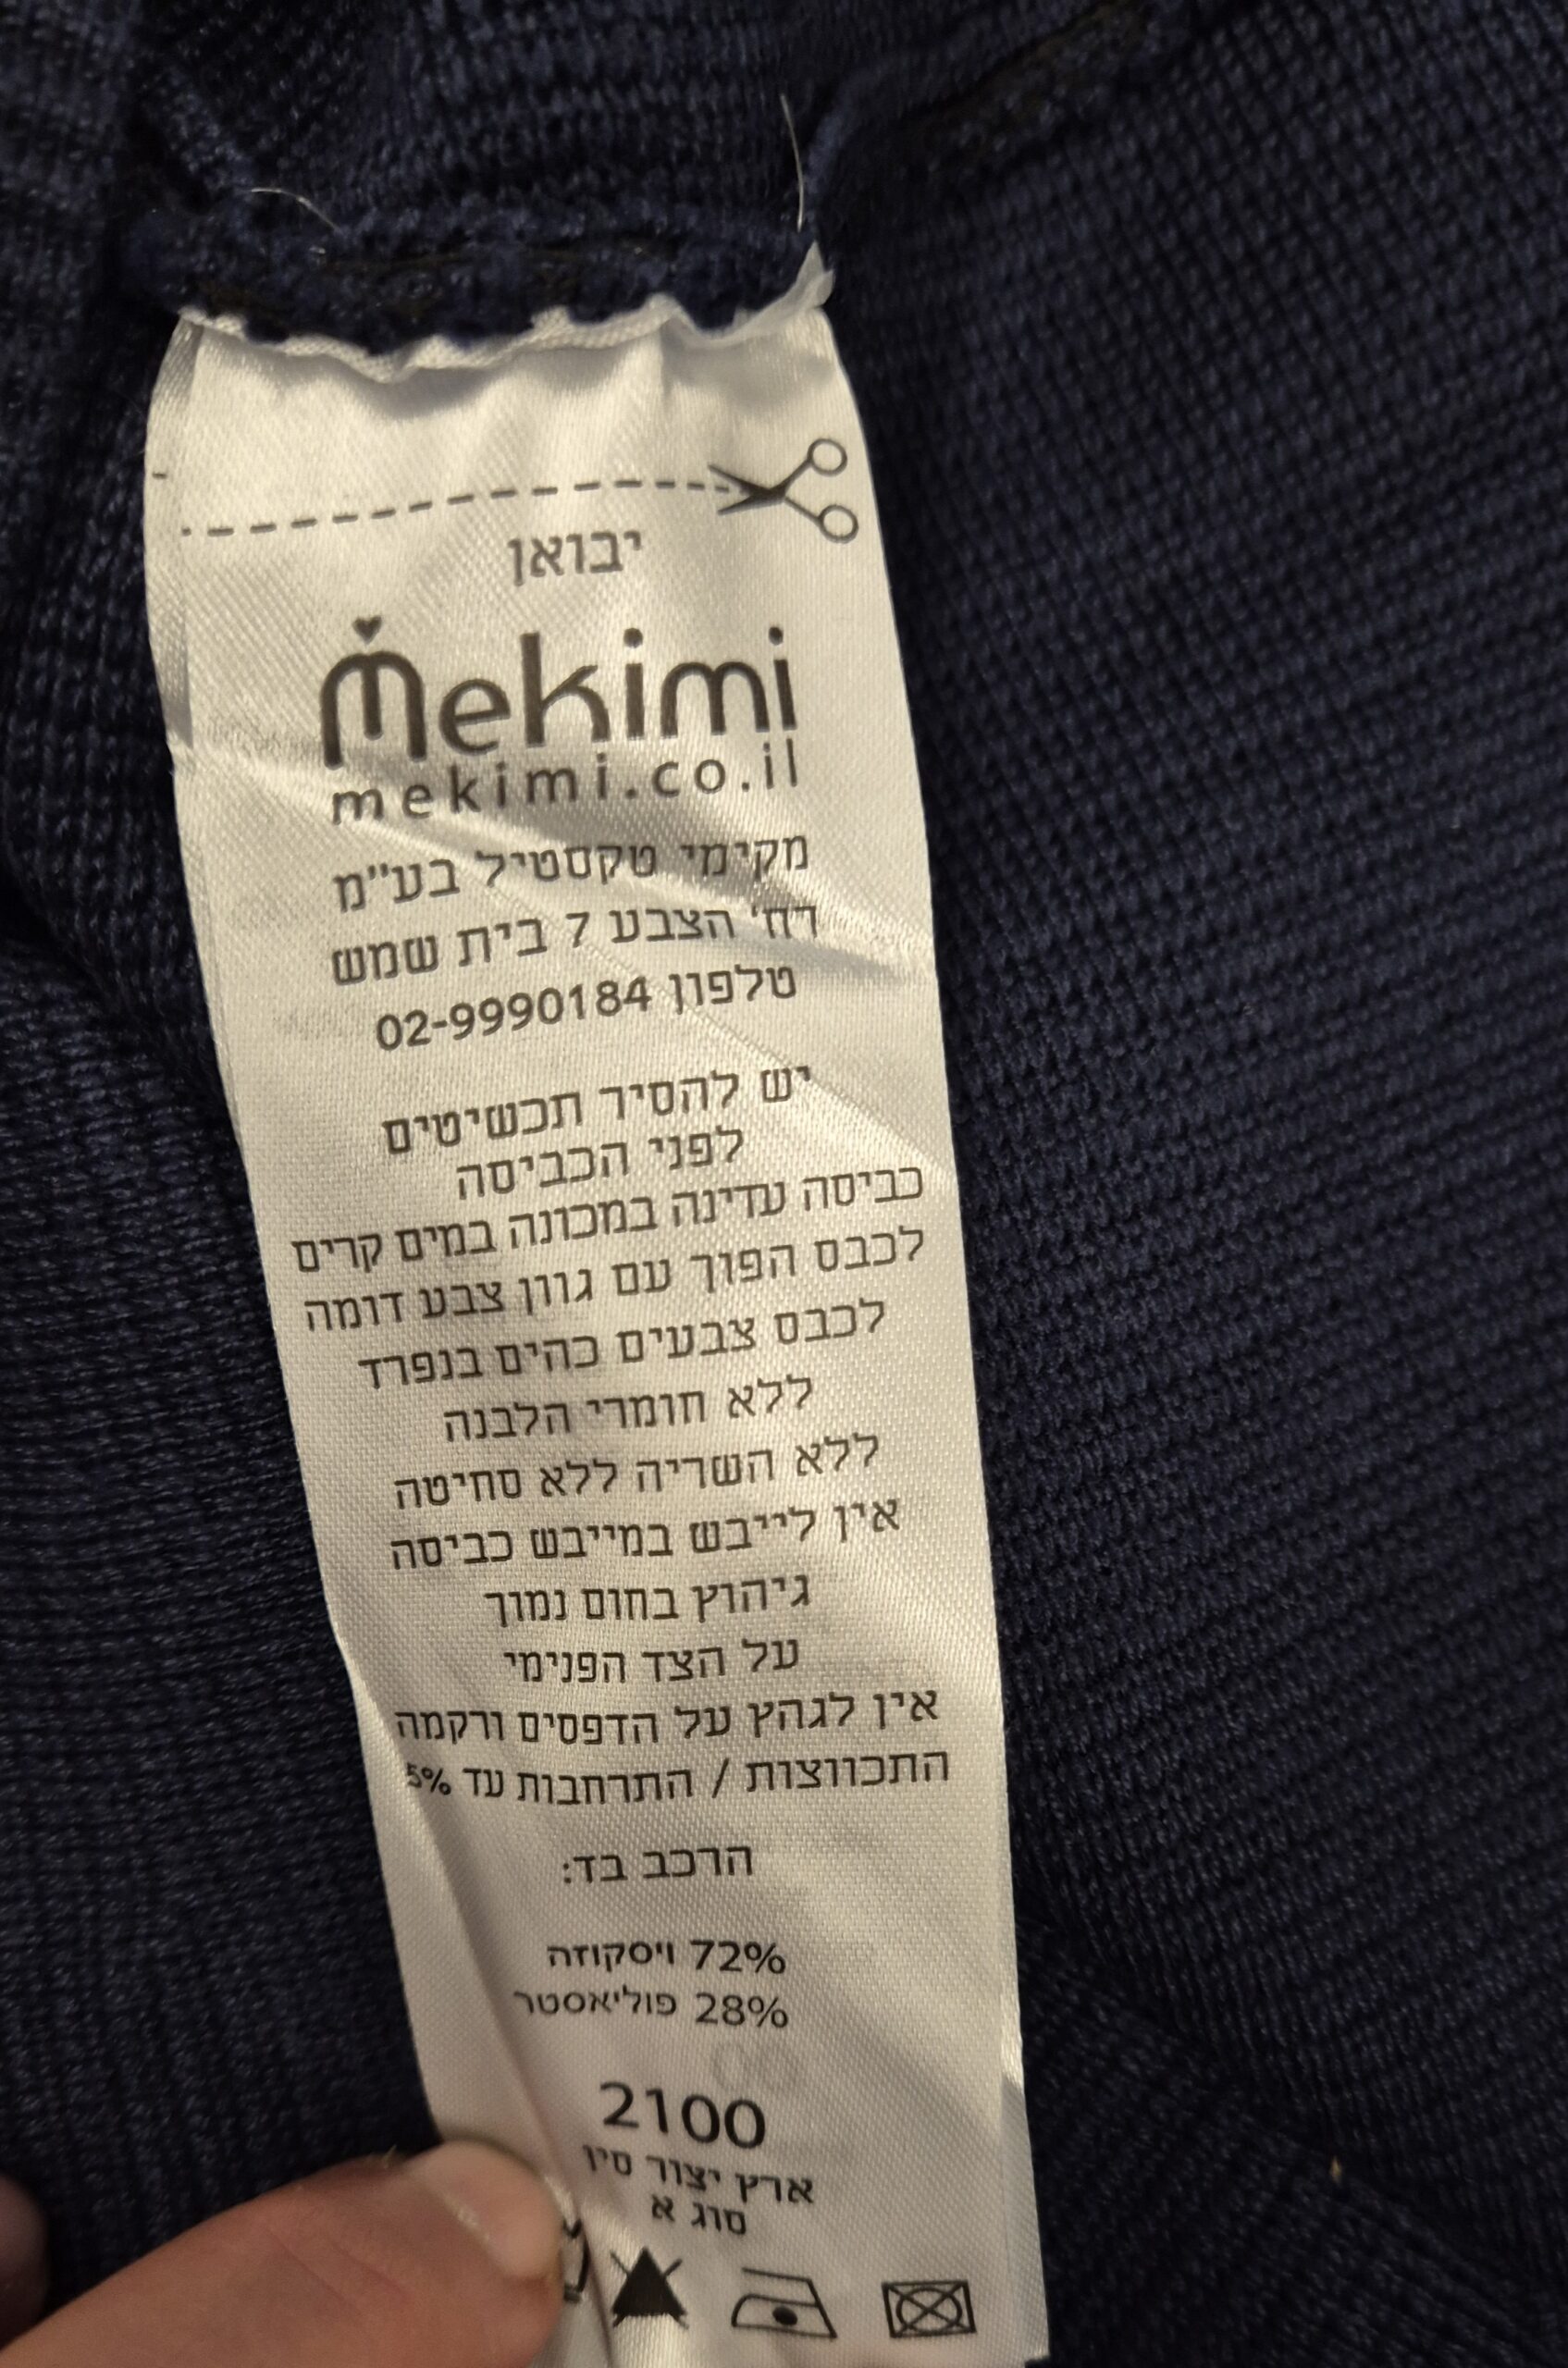 יבואן
mekimi
mekimi.co.il
מקימי טקסטיל בע"מ
רח' הצבע 7 בית שמש
טלפון 02-9990184
יש להסיר תכשיטים
לפני הכביסה
כביסה עדינה במכונה במים קרים
לכבס הפוך עם גוון צבע דומה
לכבס צבעים כהים בנפרד
ללא חומרי הלבנה
ללא השריה ללא סחיטה
אין לייבש במייבש כביסה
גיהוץ בחום נמוך
על הצד הפנימי
אין לגהץ על הדפסים ורקמה
התכווצות / התרחבות עד 5%
הרכב בד:
72% ויסקוזה
28% פוליאסטר
2100
ארץ יצור סין
סוג א